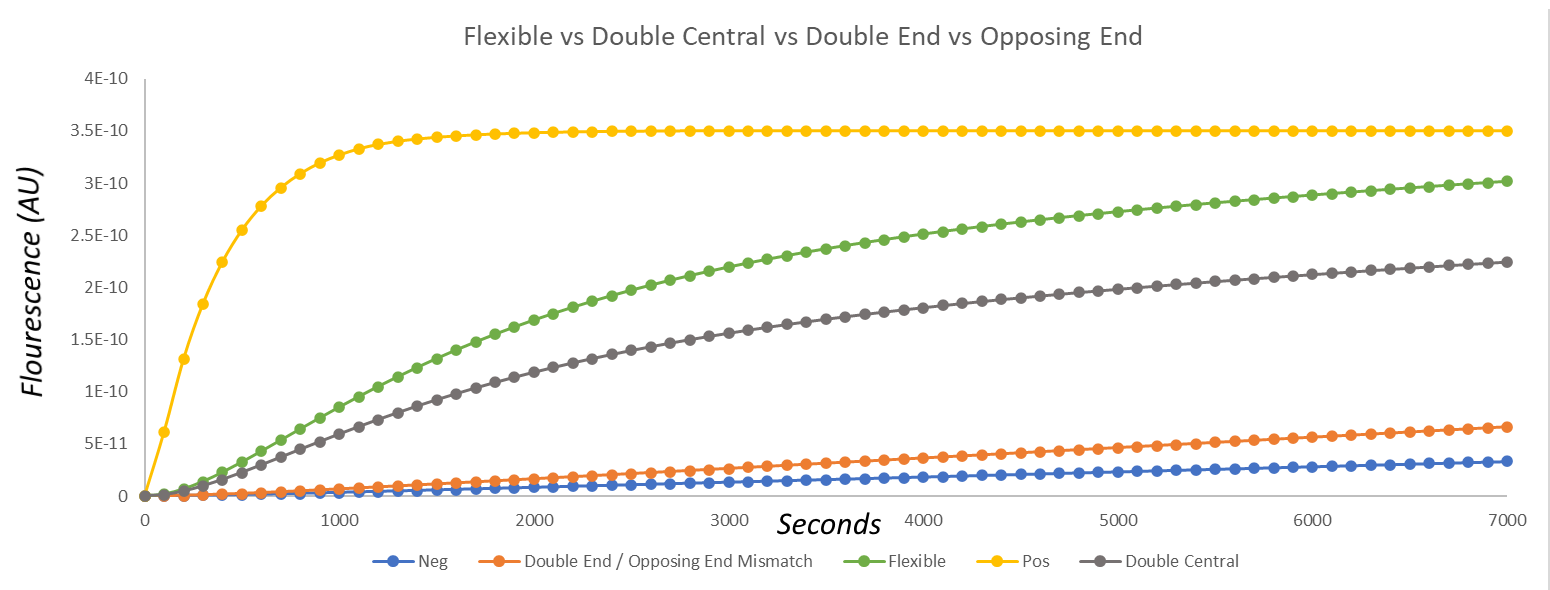 Flexible vs Double Central vs Double End vs Opposing End
4E-10
3.5E-10
3E-10
2.5E-10
2E-10
1.5E-10
1E-10
5E-11
0
Flourescence (AU)
0 1000 2000 3000 4000 5000 6000 7000
Seconds
Neg Double End / Opposing End Mismatch Flexible Pos Double Central